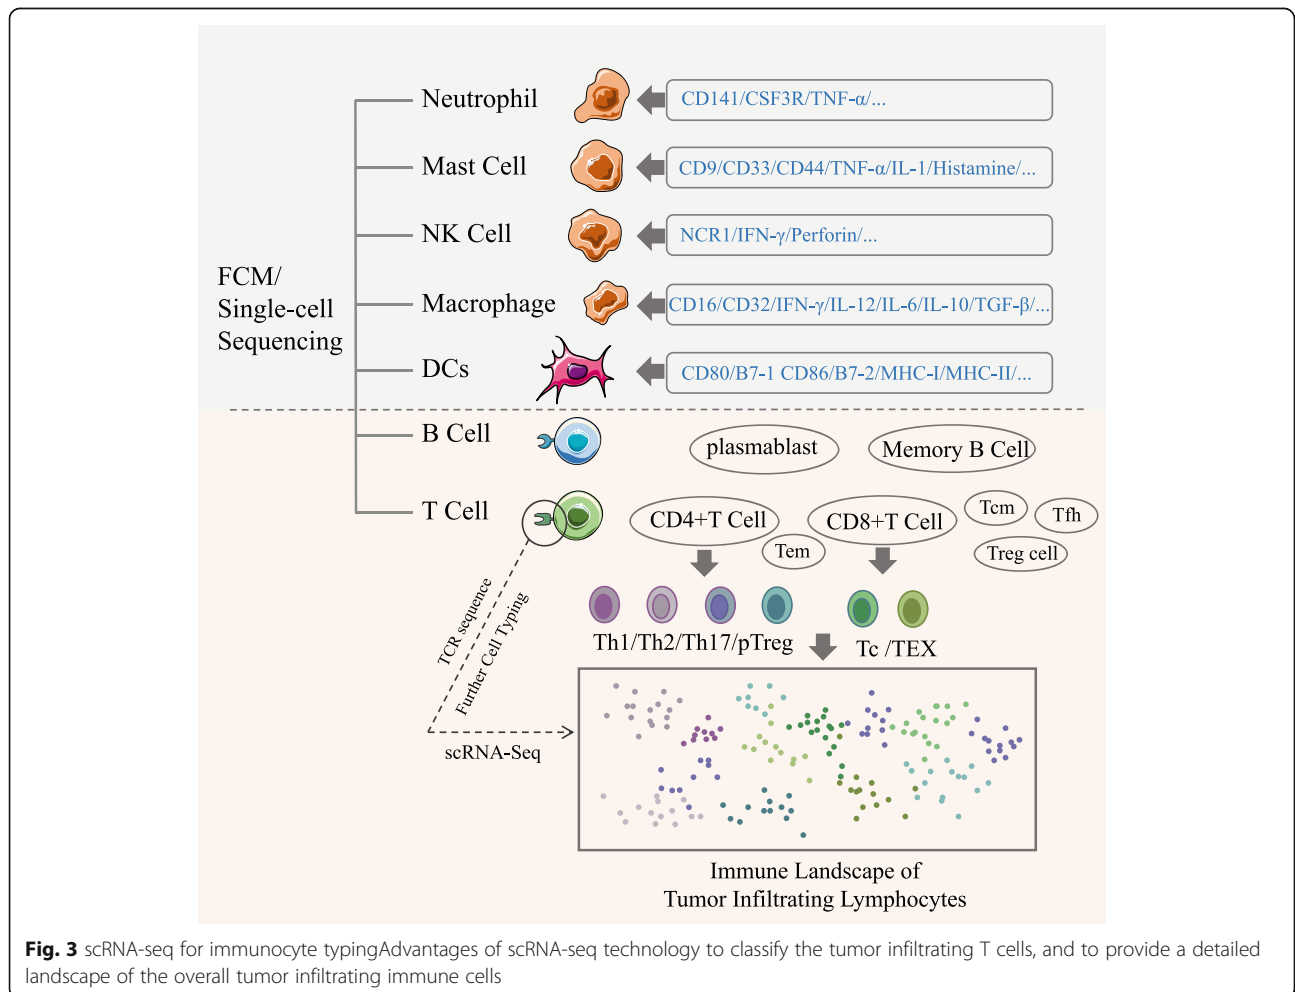 Neutrophil
CD141/CSF3R/TNF-α/...
Mast Cell
CD9/CD33/CD44/TNF-α/IL-1/Histamine/...
NK Cell
NCR1/IFN-γ/Perforin/...
FCM/
Single-cell
Sequencing
Macrophage
CD16/CD32/IFN-γ/IL-12/IL-6/IL-10/TGF-β/...
DCs
CD80/B7-1 CD86/B7-2/MHC-I/MHC-II/...
B Cell
plasmablast
Memory B Cell
T Cell
CD4+T Cell
CD8+T Cell
Tcm
Tfh
Tem
Treg cell
TCR sequence
Further Cell Typing
Th1/Th2/Th17/pTreg
Tc /TEX
scRNA-Seq
Immune Landscape of
Tumor Infiltrating Lymphocytes
Fig. 3 scRNA-seq for immunocyte typingAdvantages of scRNA-seq technology to classify the tumor infiltrating T cells, and to provide a detailed
landscape of the overall tumor infiltrating immune cells